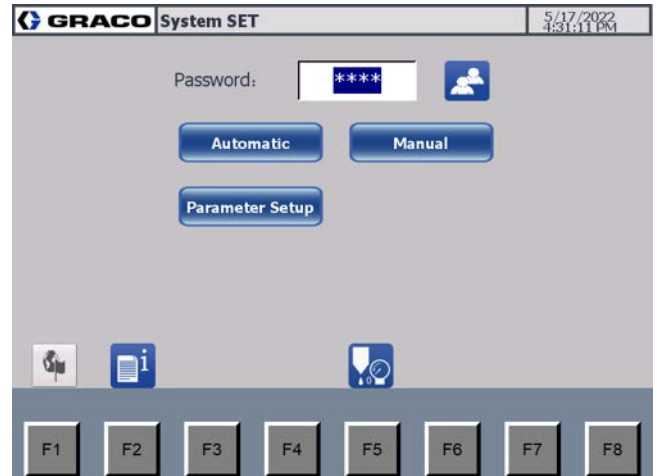 GRACO System SET 5/17/2022
4:31:11 PM
Password: ****
Automatic Manual
Parameter Setup
i
F1 F2 F3 F4 F5 F6 F7 F8